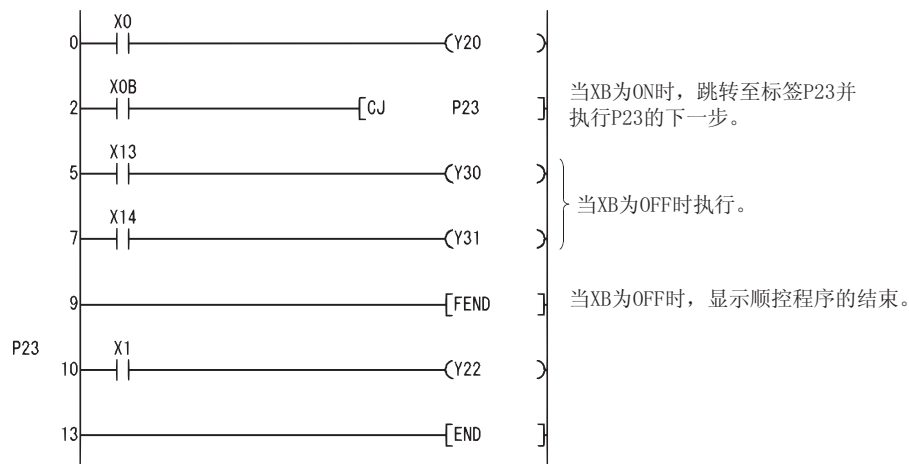 X0
0 Y20
X0B
2 CJ P23
当XB为ON时，跳转至标签P23并
执行P23的下一步。
X13
5 Y30
X14
7 Y31
当XB为OFF时执行。
9 FEND
当XB为OFF时，显示顺控程序的结束。
P23 X1
10 Y22
13 END